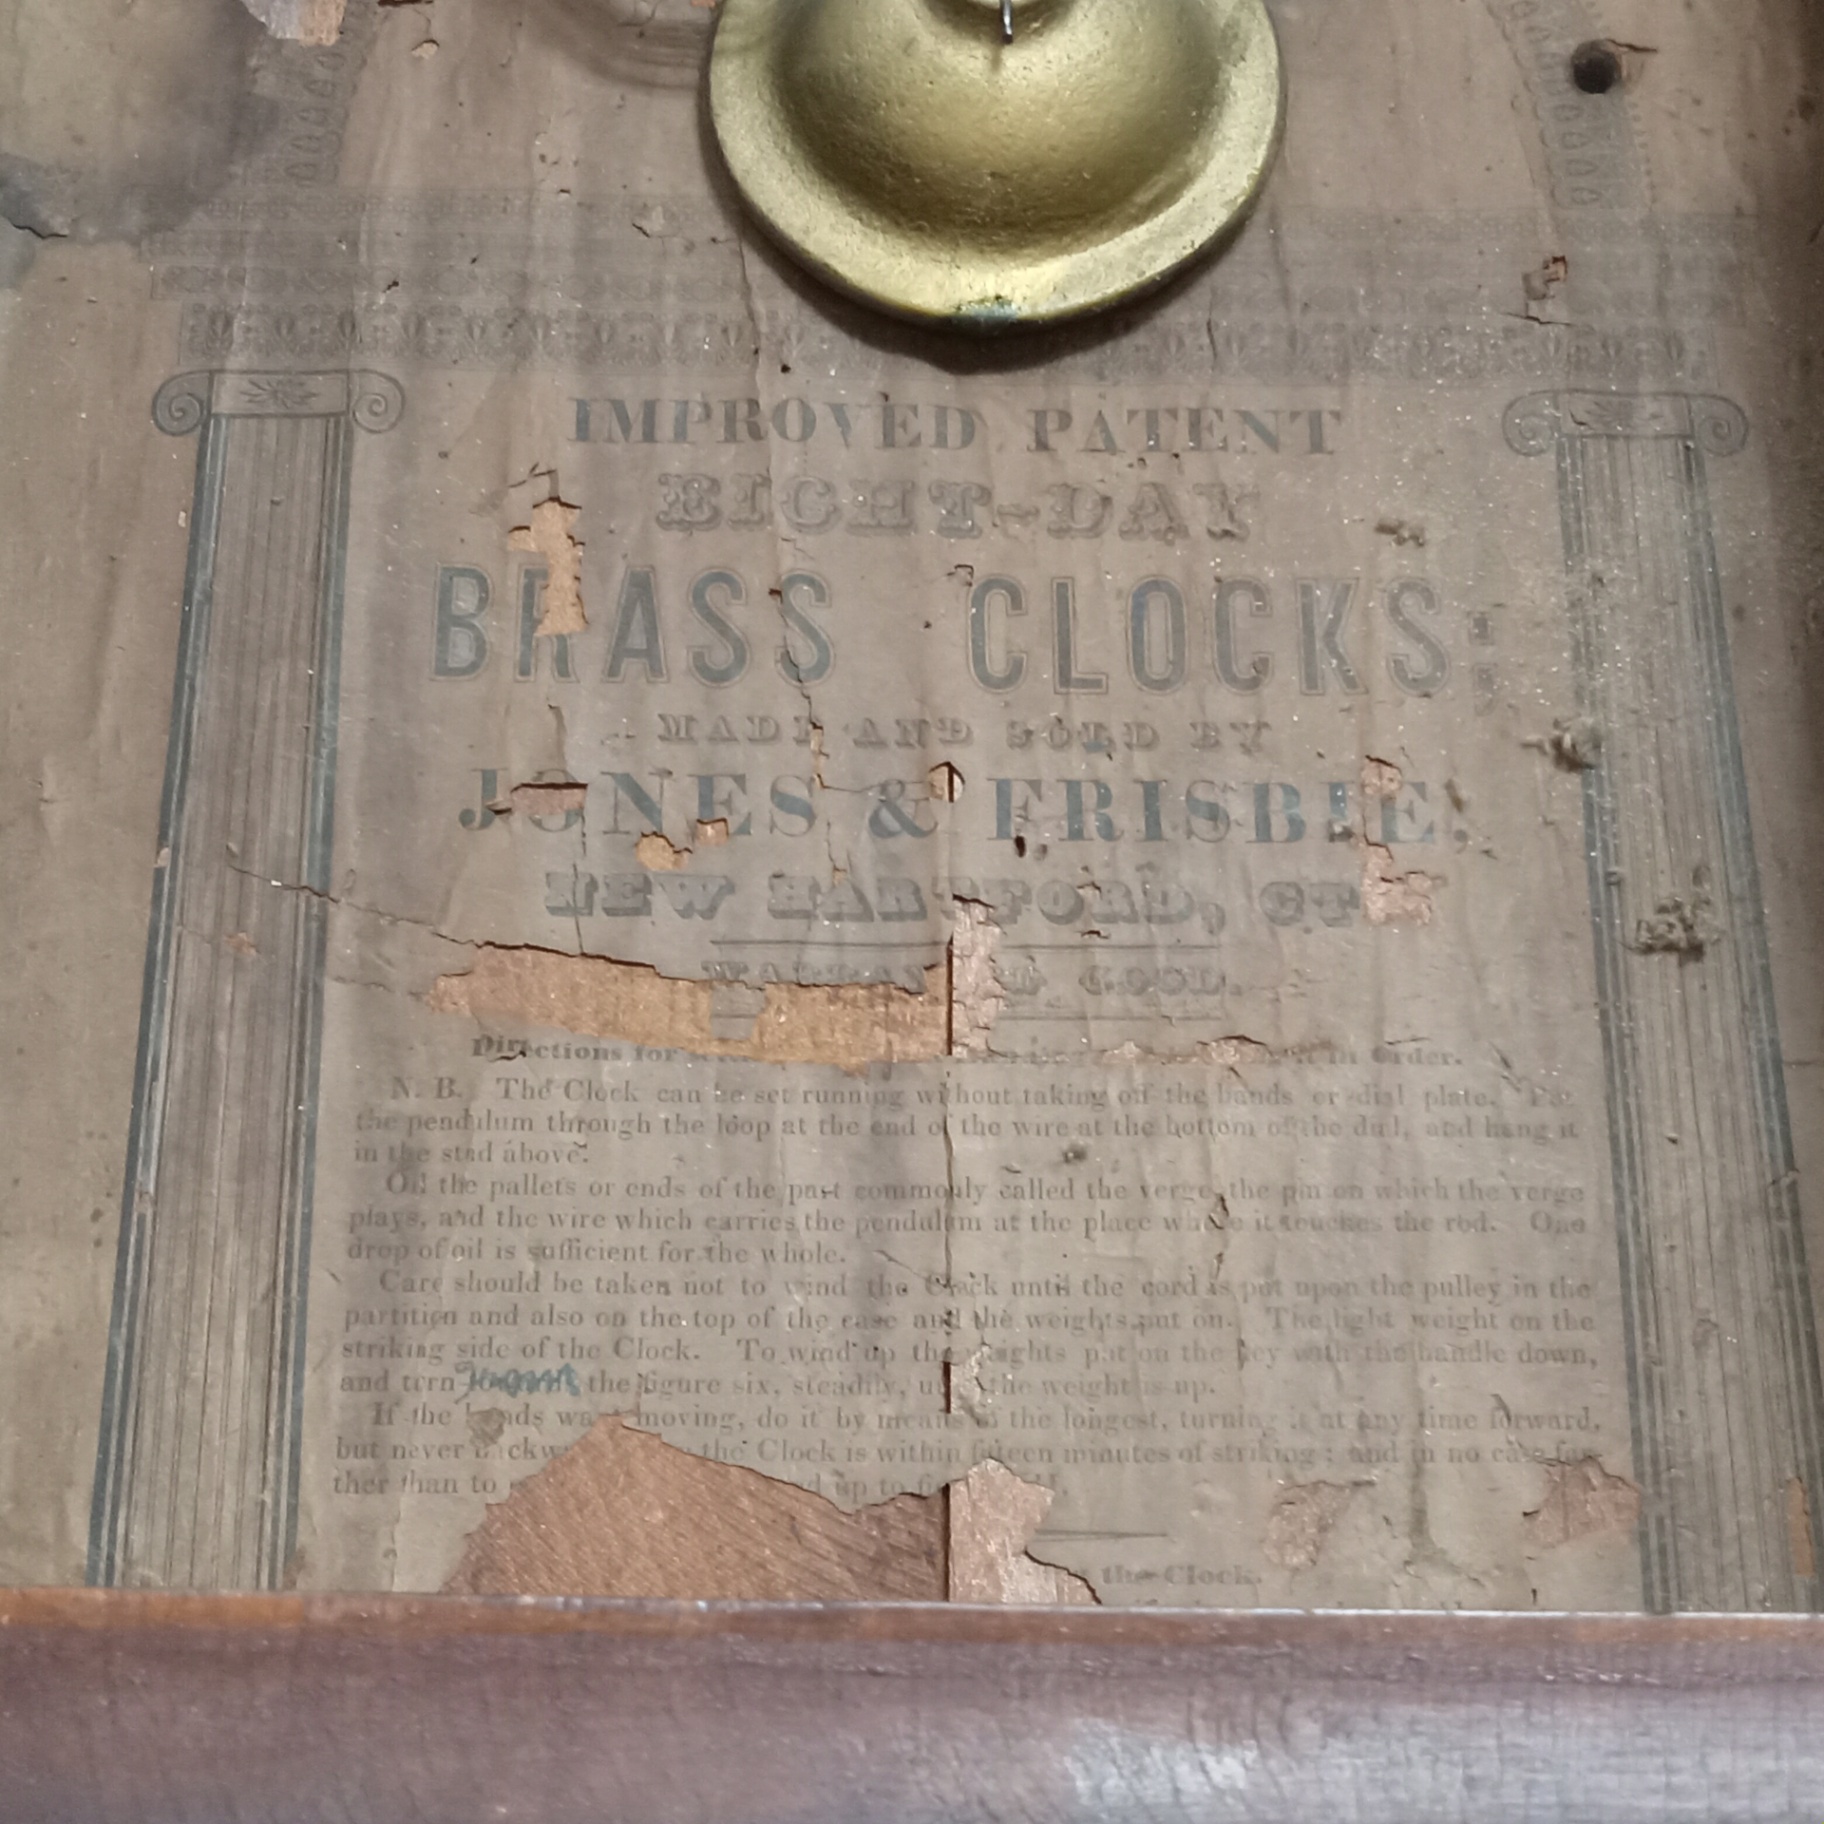 IMPROVED PATENT
EIGHT-DAY
BRASS CLOCKS;
MADE AND SOLD BY
JONES & FRISBIE,
NEW HARTFORD, CT
GOOD.
Directions for in Order.
N. B. The Clock can be set running without taking off the hands or dial plate. Put
the pendulum through the loop at the end of the wire at the bottom of the dial, and hang it
in the stud above.
Oil the pallets or ends of the part commonly called the verge, the pin on which the verge
plays, and the wire which carries the pendulum at the place where it touches the rod. One
drop of oil is sufficient for the whole.
Care should be taken not to wind the Clock until the cord is put upon the pulley in the
partition and also on the top of the case and the weights put on. The light weight on the
striking side of the Clock. To wind up the weights put on the key with the handle down,
and turn the figure six, steadily, the weight is up.
If the hands want moving, do it by means of the longest, turning it at any time forward,
but never the Clock is within fifteen minutes of striking; and in no case far-
ther than to up to
the Clock.